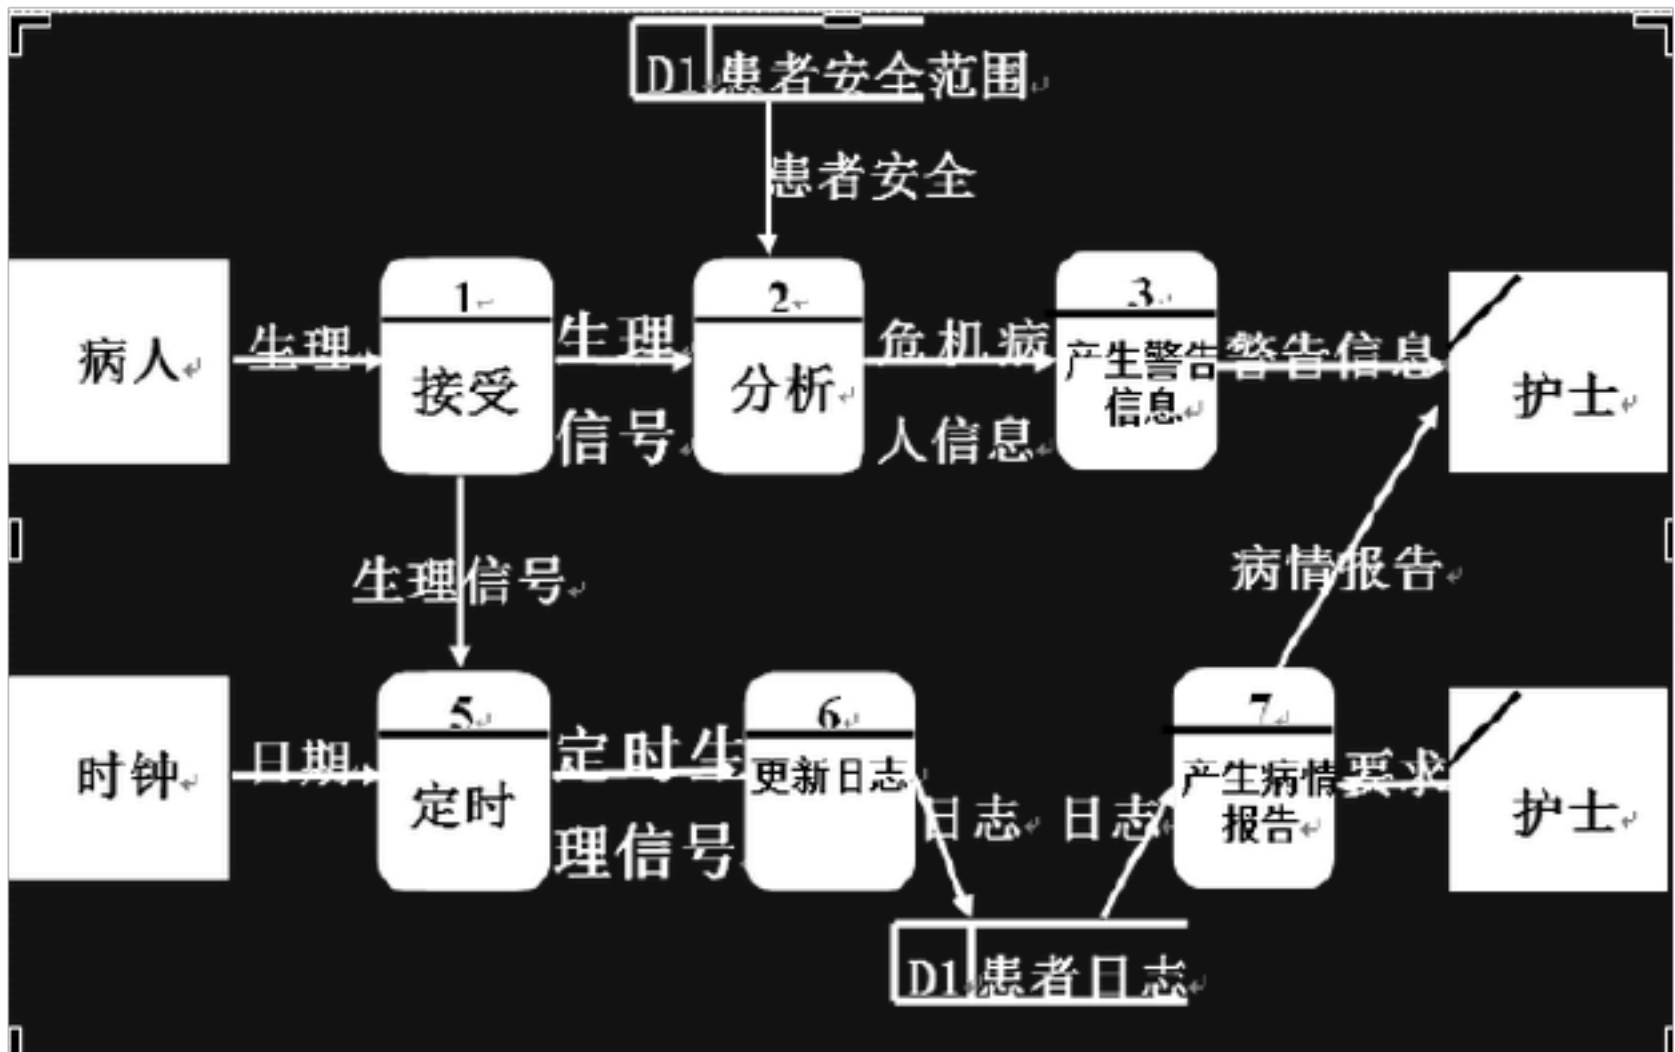 D1 患者安全范围
患者安全
病人
生理
1
接受
生理
信号
2
分析
危机病
人信息
3
产生警告
信息
警告信息
护士
生理信号
病情报告
时钟
日期
5
定时
定时生
理信号
6
更新日志
日志
日志
7
产生病情
报告
要求
护士
D1 患者日志